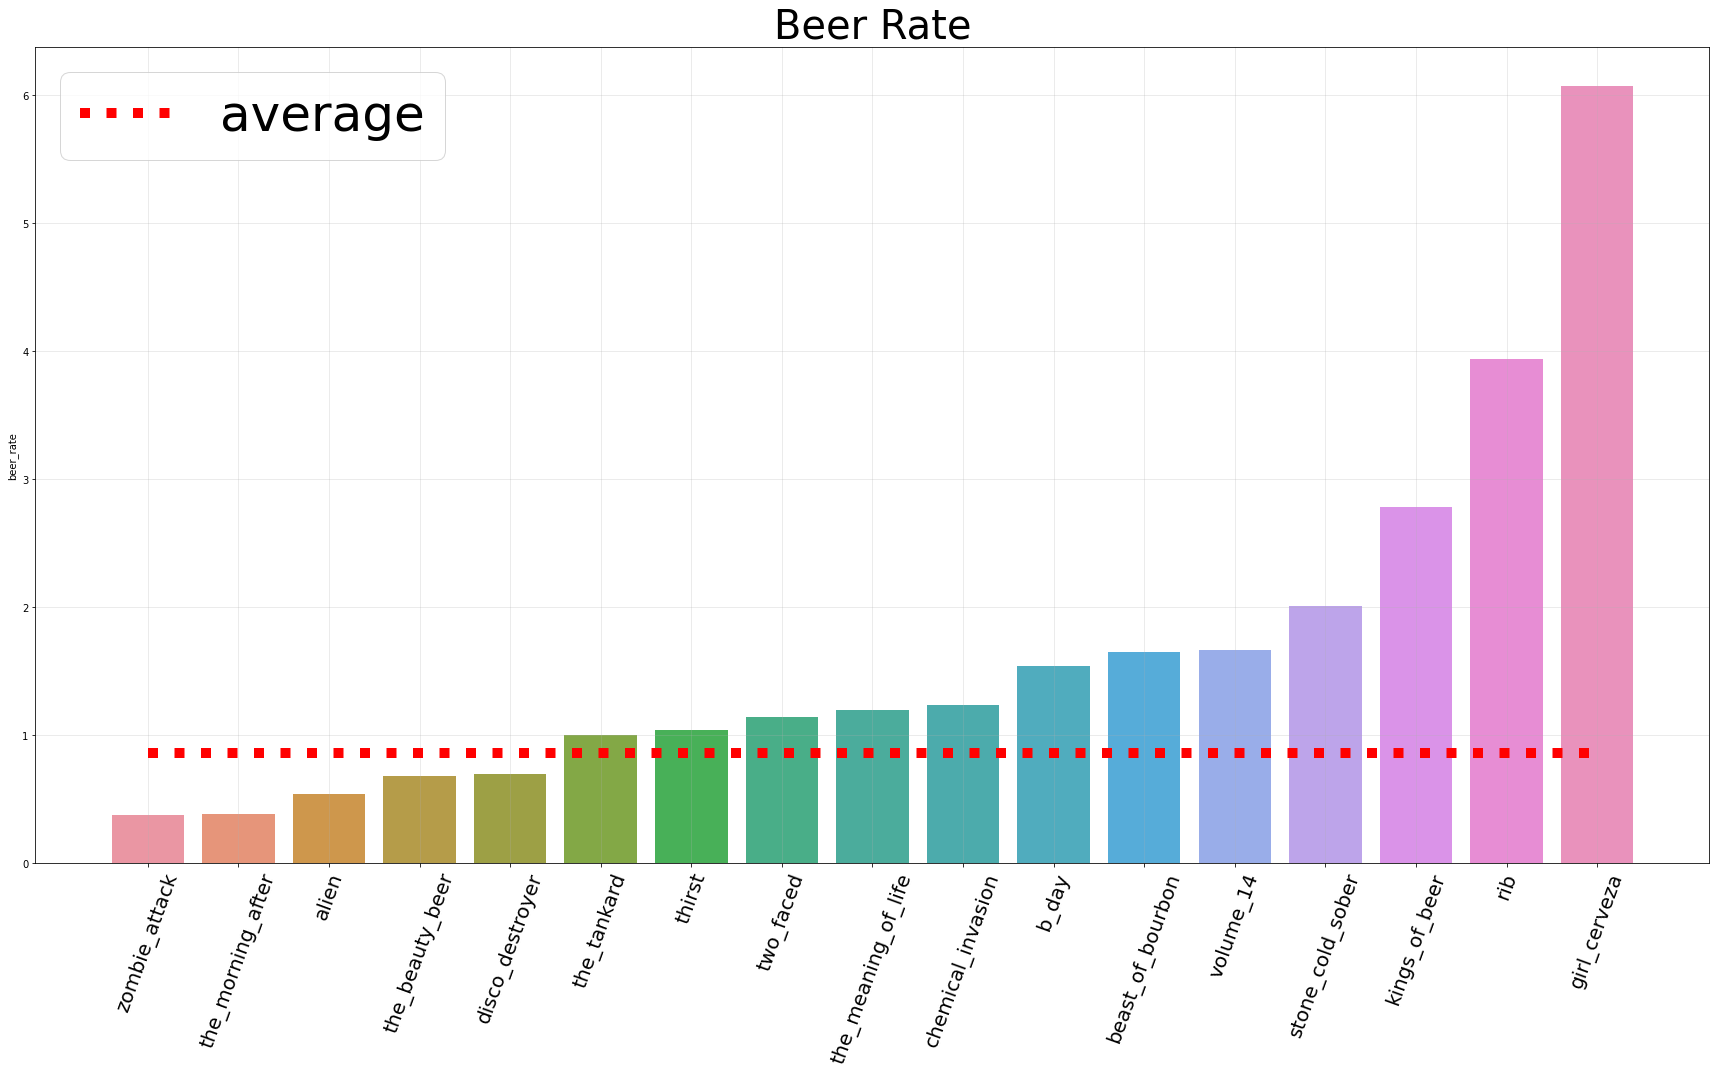 Beer Rate
average
beer_rate
6
5
4
3
2
1
0
zombie_attack
the_morning_after
alien
the_beauty_beer
disco_destroyer
the_tankard
thirst
two_faced
the_meaning_of_life
chemical_invasion
b_day
beast_of_bourbon
volume_14
stone_cold_sober
kings_of_beer
rib
girl_cerveza